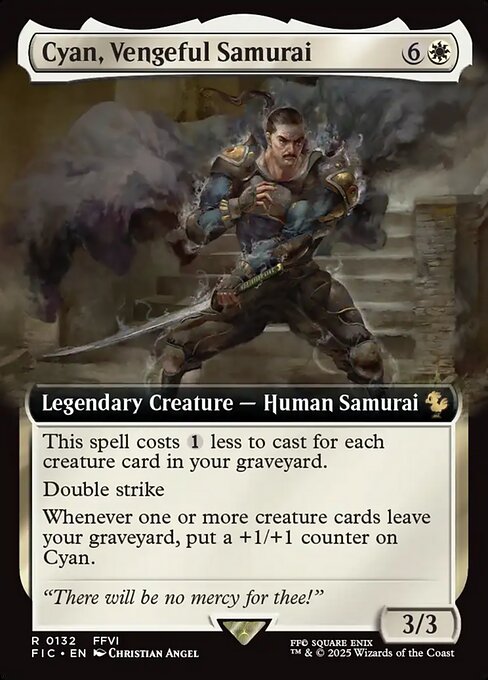 Cyan, Vengeful Samurai 6
Legendary Creature — Human Samurai
This spell costs 1 less to cast for each
creature card in your graveyard.
Double strike
Whenever one or more creature cards leave
your graveyard, put a +1/+1 counter on
Cyan.
“There will be no mercy for thee!”
3/3
R 0132 FFVI
FIC • EN Christian Angel
FF© SQUARE ENIX
™ & © 2025 Wizards of the Coast